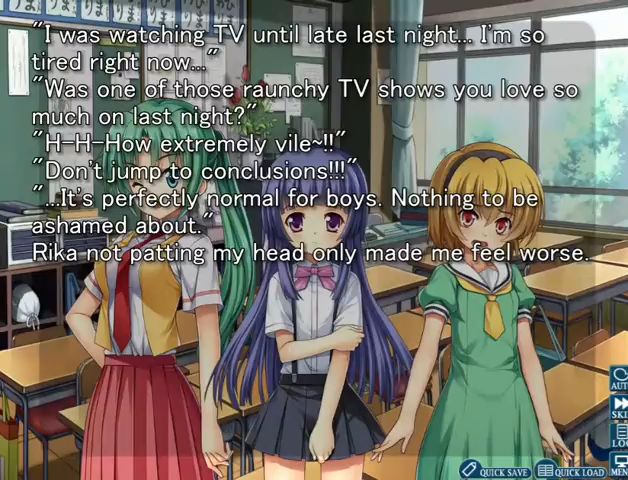 "I was watching TV until late last night... I'm so
tired right now..."
"Was one of those raunchy TV shows you love so
much on last night?"
"H-H-How extremely vile~!!"
"Don't jump to conclusions!!!"
"...It's perfectly normal for boys. Nothing to be
ashamed about."
Rika not patting my head only made me feel worse.
QUICK SAVE
QUICK LOAD